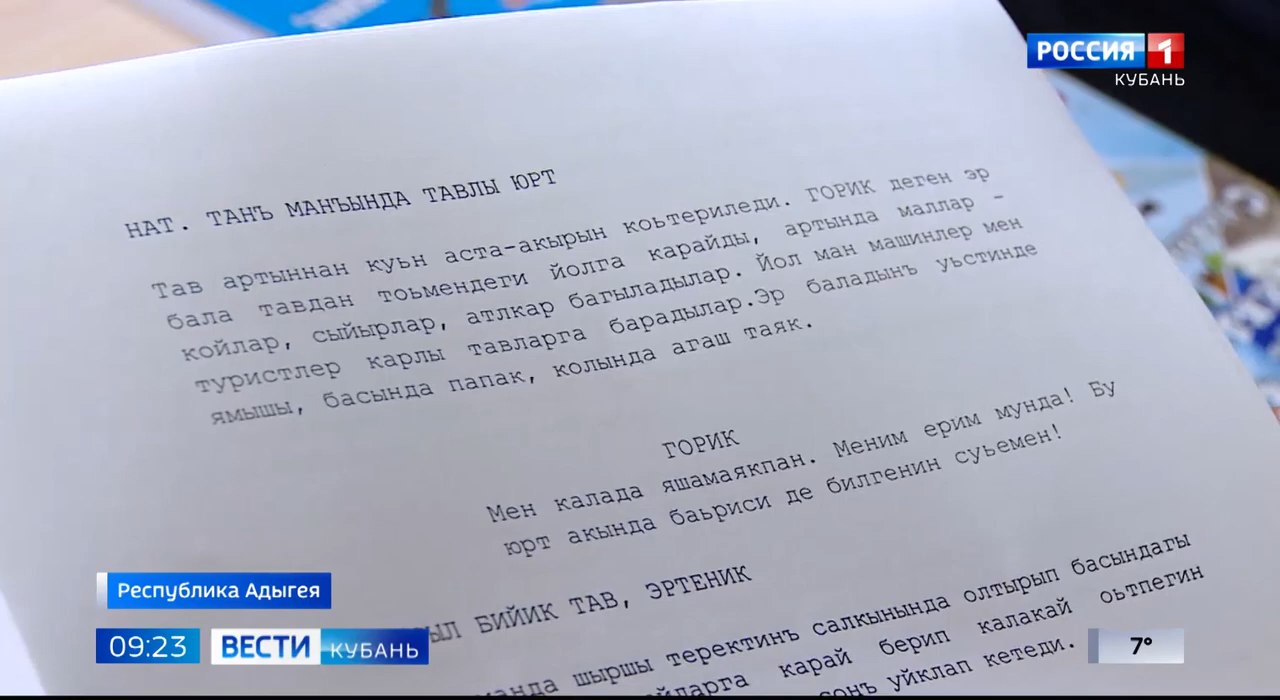 РОССИЯ 1
КУБАНЬ
НАТ. ТАНЪ МАНЪЫНДА ТАВЛЫ ЮРТ
Тав артыннан куьн аста-акырын коьтериледи. ГОРИК деген эр
бала тавдан тоьмендеги йолга карайды, артында маллар –
койлар, сыйырлар, атлкар багыладылар. Йол ман машинлер мен
туристлер карлы тавларга барадылар.Эр баладынъ уьстинде
ямышы, басында папак, колында агаш таяк.
ГОРИК
Мен калада яшамаякпан. Меним ерим мунда! Бу
юрт акында баьриси де билгенин суьемен!
БИЙИК ТАВ, ЭРТЕНИК
шыршы теректинъ салкынында олтырып басындагы
карай берип калакай оьтпегин
сонъ уйклап кетеди.
Республика Адыгея
09:23 ВЕСТИ КУБАНЬ
7°